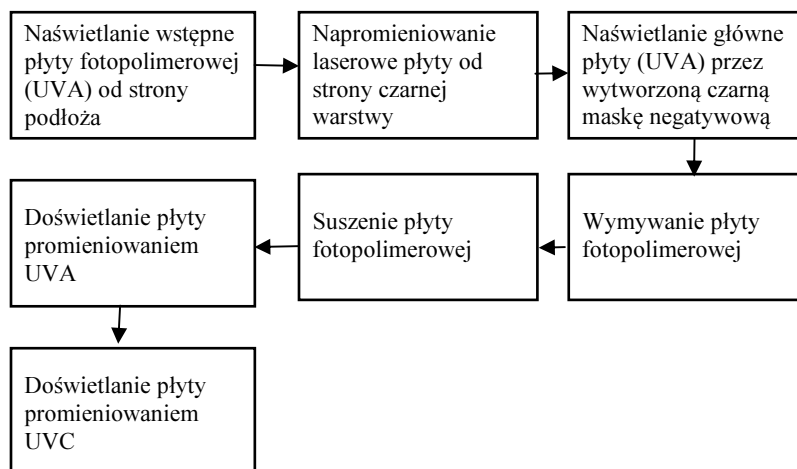 Naświetlanie wstępne
płyty fotopolimerowej
(UVA) od strony
podłoża
Napromieniowanie
laserowe płyty od
strony czarnej
warstwy
Naświetlanie główne
płyty (UVA) przez
wytworzoną czarną
maskę negatywową
Wymywanie płyty
fotopolimerowej
Suszenie płyty
fotopolimerowej
Doświetlanie płyty
promieniowaniem
UVA
Doświetlanie płyty
promieniowaniem
UVC